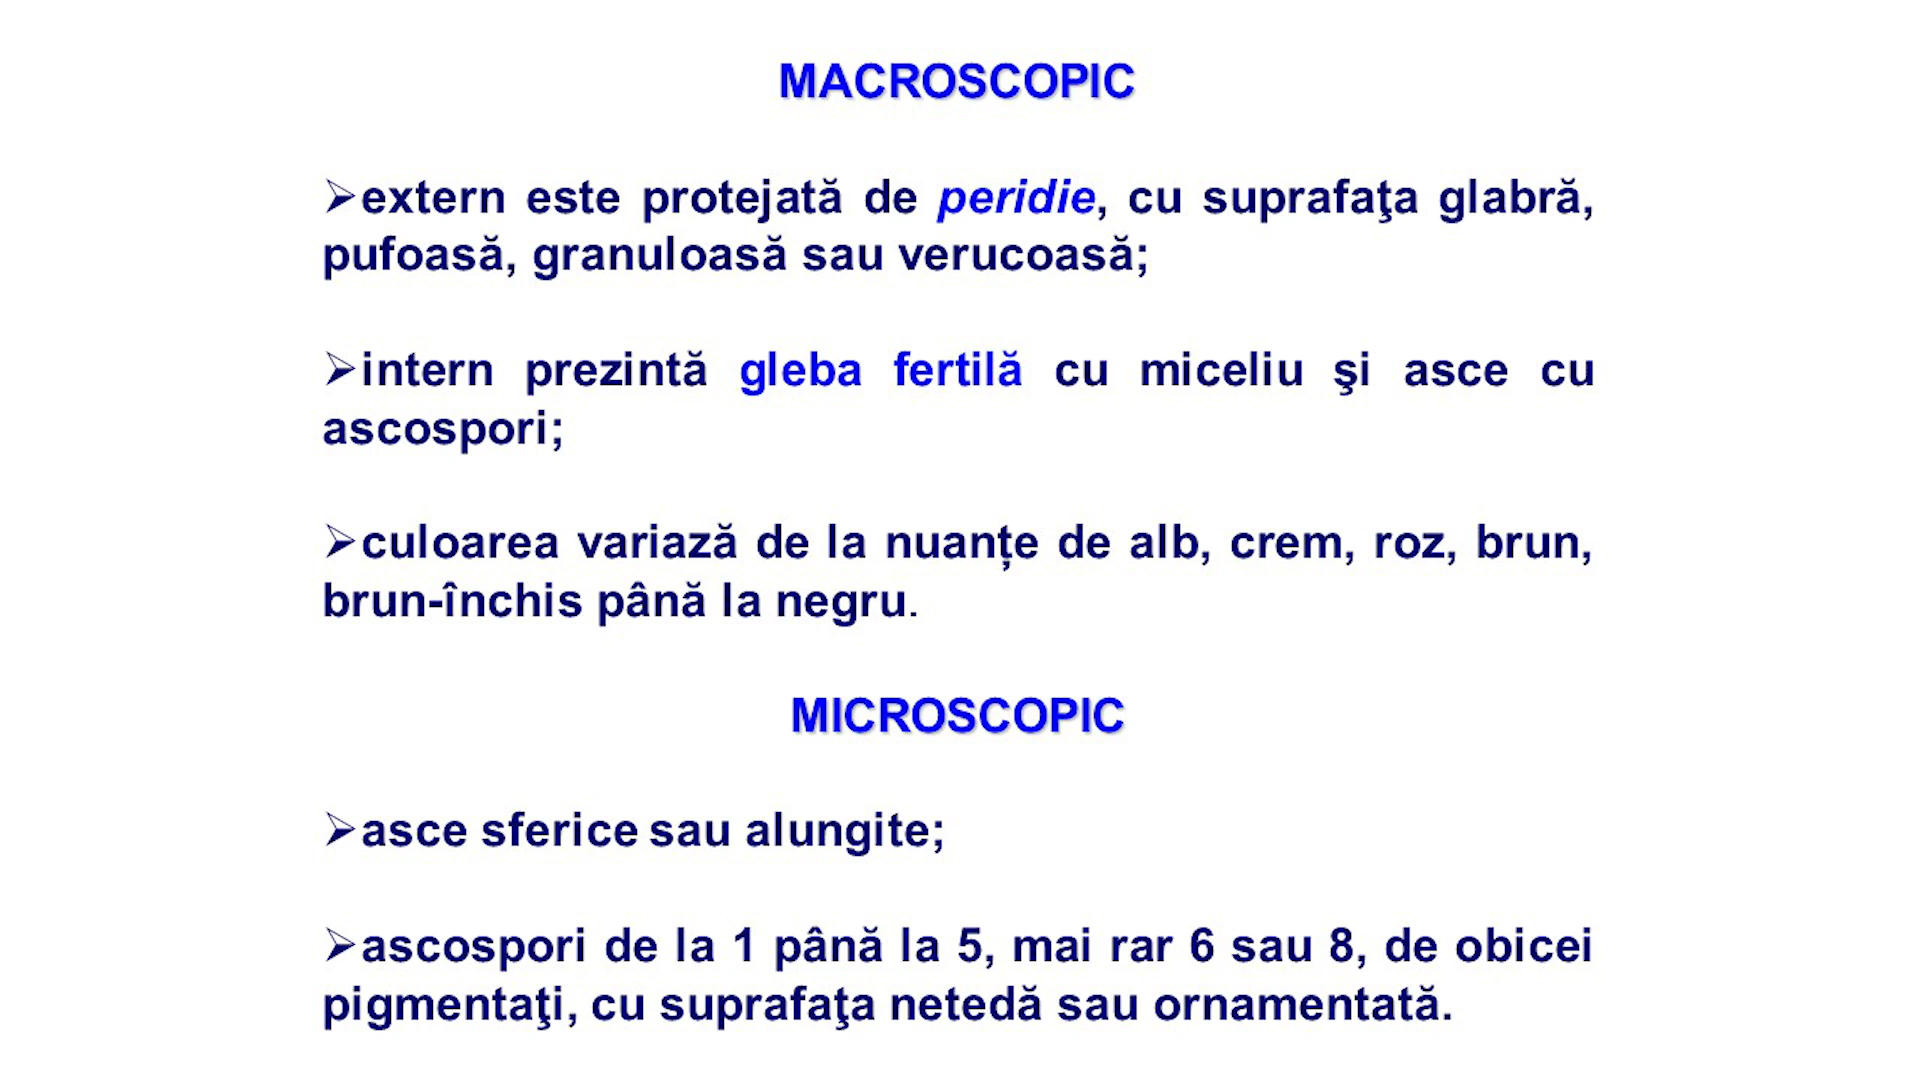 MACROSCOPIC
➢extern este protejată de peridie, cu suprafaţa glabră,
pufoasă, granuloasă sau verucoasă;
➢intern prezintă gleba fertilă cu miceliu şi asce cu
ascospori;
➢culoarea variază de la nuanțe de alb, crem, roz, brun,
brun-închis până la negru.
MICROSCOPIC
➢asce sferice sau alungite;
➢ascospori de la 1 până la 5, mai rar 6 sau 8, de obicei
pigmentaţi, cu suprafaţa netedă sau ornamentată.